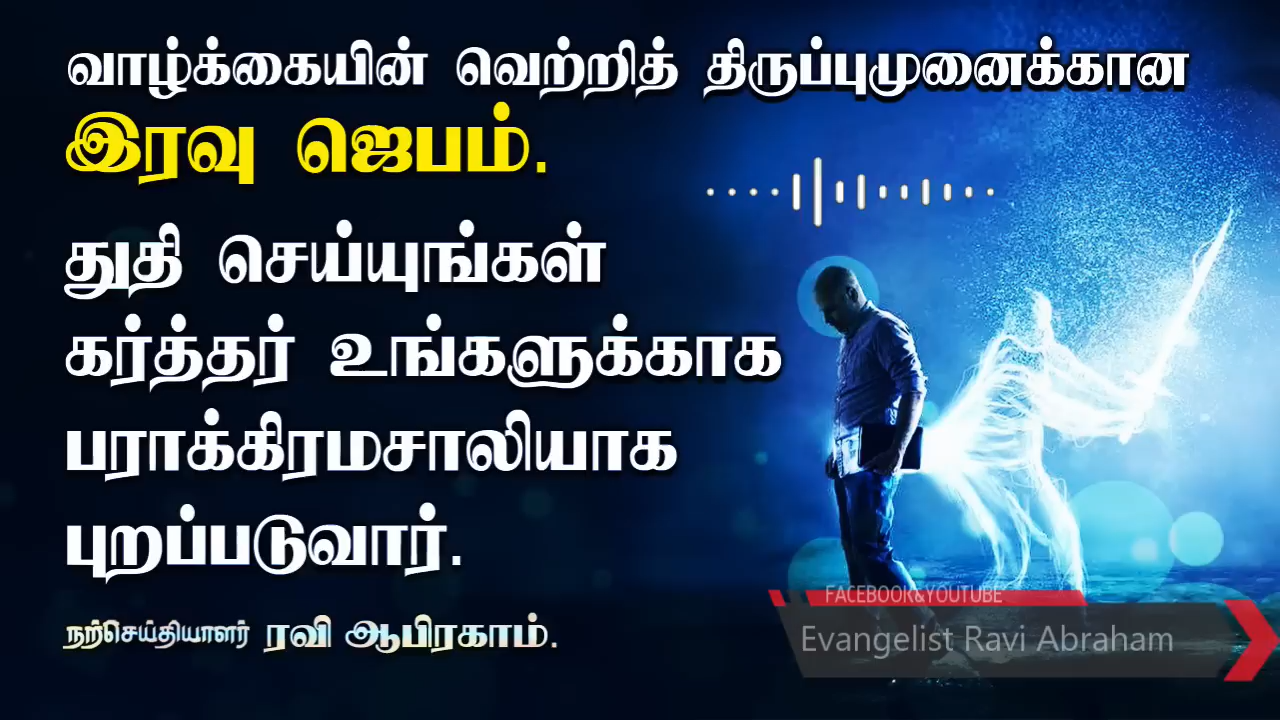 வாழ்க்கையின் வெற்றித் திருப்புமுனைக்கான
இரவு ஜெபம்.
துதி செய்யுங்கள்
கர்த்தர் உங்களுக்காக
பராக்கிரமசாலியாக
புறப்படுவார்.
நற்செய்தியாளர் ரவி ஆபிரகாம்.
FACEBOOK&YOUTUBE
Evangelist Ravi Abraham